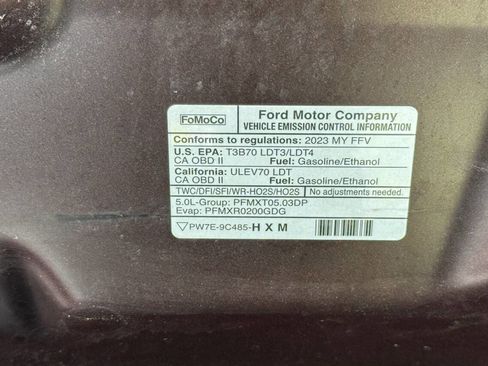 FoMoCo
Ford Motor Company
VEHICLE EMISSION CONTROL INFORMATION
Conforms to regulations: 2023 MY FFV
U.S. EPA: T3B70 LDT3/LDT4
CA OBD II Fuel: Gasoline/Ethanol
California: ULEV70 LDT
CA OBD II Fuel: Gasoline/Ethanol
TWC/DFI/SFI/WR-HO2S/HO2S No adjustments needed.
5.0L-Group: PFMXT05.03DP
Evap: PFMXR0200GDG
PW7E-9C485-H X M